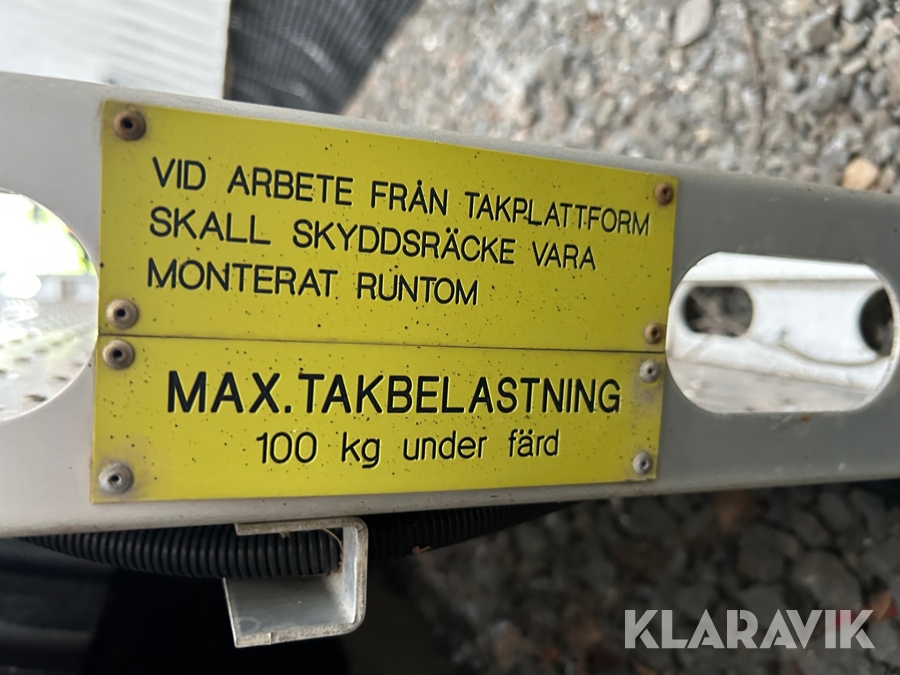 VID ARBETE FRÅN TAKPLATTFORM
SKALL SKYDDSRÄCKE VARA
MONTERAT RUNTOM
MAX. TAKBELASTNING
100 kg under färd
KLARAVIK